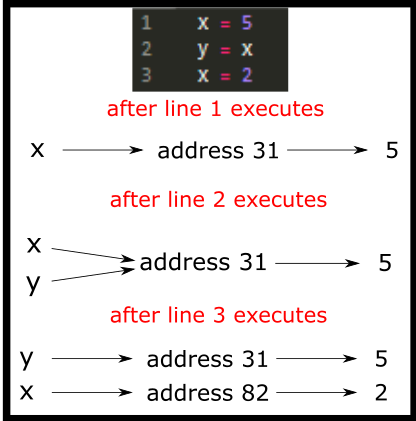 1 x = 5
2 y = x
3 x = 2
after line 1 executes
x address 31 5
after line 2 executes
x
y address 31 5
after line 3 executes
y address 31 5
x address 82 2